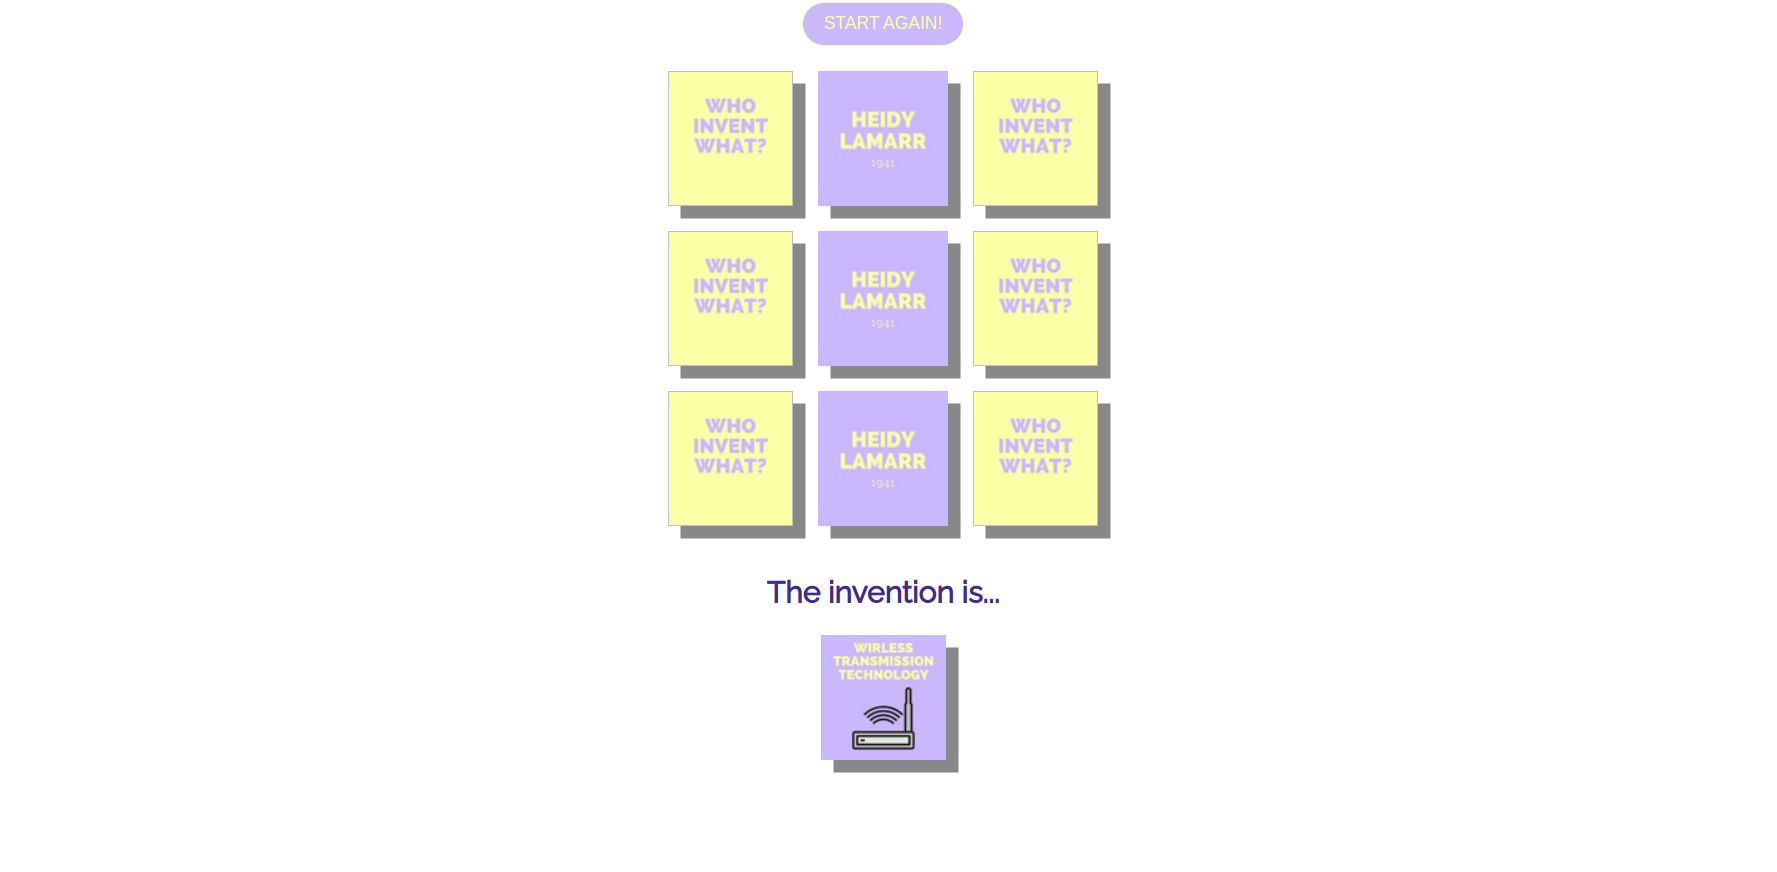 START AGAIN!
WHO
INVENT
WHAT?
HEIDY
LAMARR
1941
WHO
INVENT
WHAT?
WHO
INVENT
WHAT?
HEIDY
LAMARR
1941
WHO
INVENT
WHAT?
WHO
INVENT
WHAT?
HEIDY
LAMARR
1941
WHO
INVENT
WHAT?
The invention is...
WIRLESS
TRANSMISSION
TECHNOLOGY